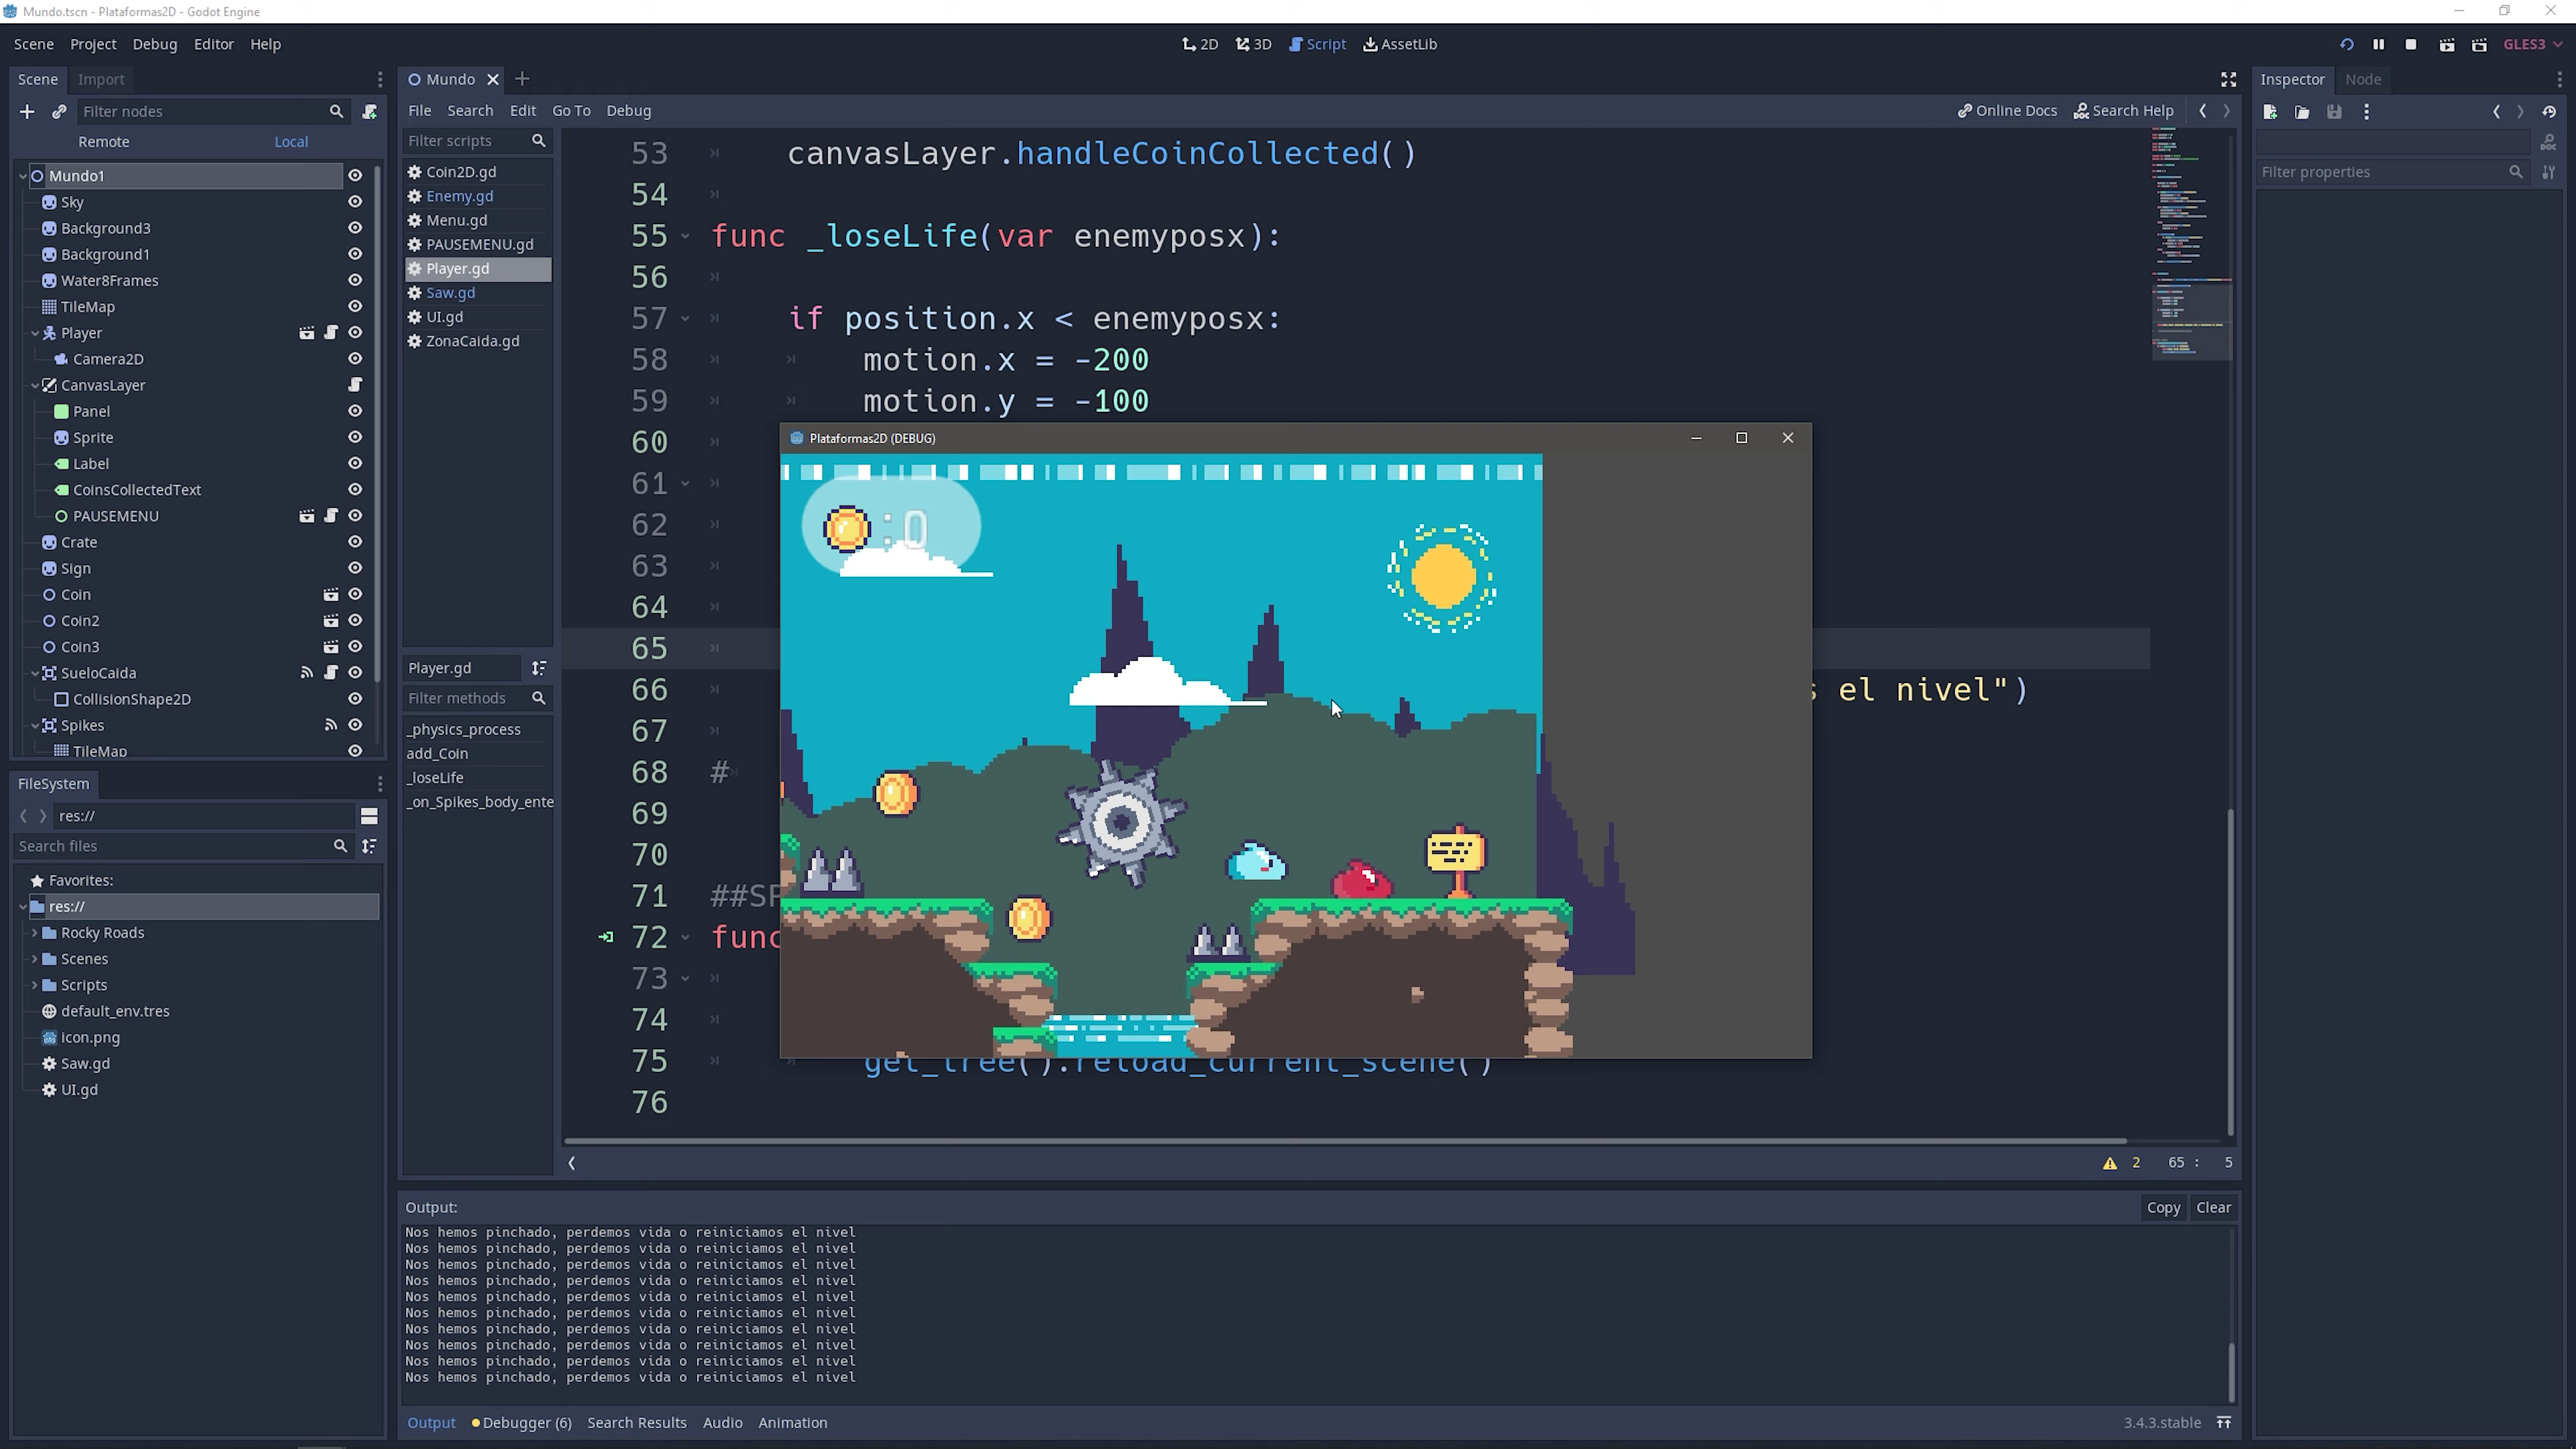 Mundo.tscn - Plataformas2D - Godot Engine
Scene Project Debug Editor Help
2D 3D Script AssetLib
GLES3
Scene Import
Filter nodes
Remote Local
Mundo1
Sky
Background3
Background1
Water8Frames
TileMap
Player
Camera2D
CanvasLayer
Panel
Sprite
Label
CoinsCollectedText
PAUSEMENU
Crate
Sign
Coin
Coin2
Coin3
SueloCaida
CollisionShape2D
Spikes
TileMap
FileSystem
res://
Search files
Favorites:
res://
Rocky Roads
Scenes
Scripts
default_env.tres
icon.png
Saw.gd
UI.gd
Mundo
File Search Edit Go To Debug
Online Docs Search Help
Filter scripts
Coin2D.gd
Enemy.gd
Menu.gd
PAUSEMENU.gd
Player.gd
Saw.gd
UI.gd
ZonaCaida.gd
Player.gd
Filter methods
_physics_process
add_Coin
_loseLife
_on_Spikes_body_ente
53 canvasLayer.handleCoinCollected()
54
55 func _loseLife(var enemyposx):
56
57 if position.x < enemyposx:
58 motion.x = -200
59 motion.y = -100
60
61
62
63
64
65
66 el nivel")
67
68 #
69
70
71 ##SP
72 func
73
74
75 get_tree().reload_current_scene()
76
Plataformas2D (DEBUG)
:0
2 65 : 5
Output:
Copy Clear
Nos hemos pinchado, perdemos vida o reiniciamos el nivel
Nos hemos pinchado, perdemos vida o reiniciamos el nivel
Nos hemos pinchado, perdemos vida o reiniciamos el nivel
Nos hemos pinchado, perdemos vida o reiniciamos el nivel
Nos hemos pinchado, perdemos vida o reiniciamos el nivel
Nos hemos pinchado, perdemos vida o reiniciamos el nivel
Nos hemos pinchado, perdemos vida o reiniciamos el nivel
Nos hemos pinchado, perdemos vida o reiniciamos el nivel
Nos hemos pinchado, perdemos vida o reiniciamos el nivel
Nos hemos pinchado, perdemos vida o reiniciamos el nivel
Output Debugger (6) Search Results Audio Animation
3.4.3.stable
Inspector Node
Filter properties